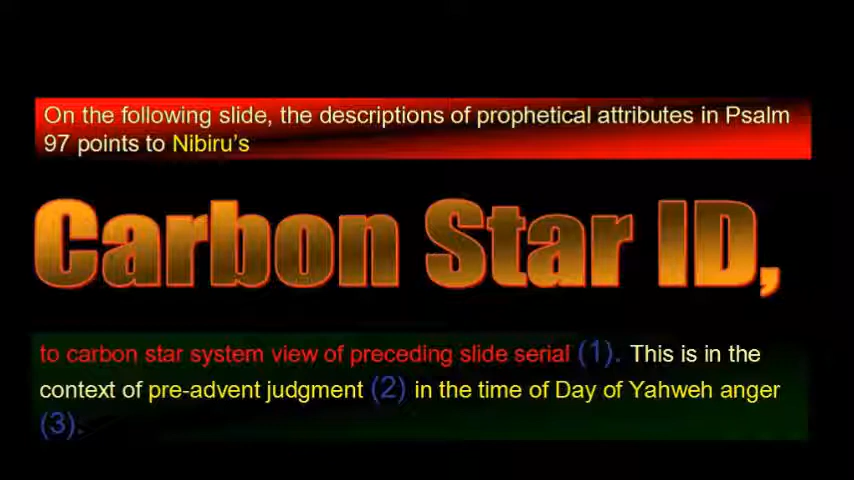 On the following slide, the descriptions of prophetical attributes in Psalm
97 points to Nibiru's
Carbon Star ID,
to carbon star system view of preceding slide serial (1). This is in the
context of pre-advent judgment (2) in the time of Day of Yahweh anger
(3).